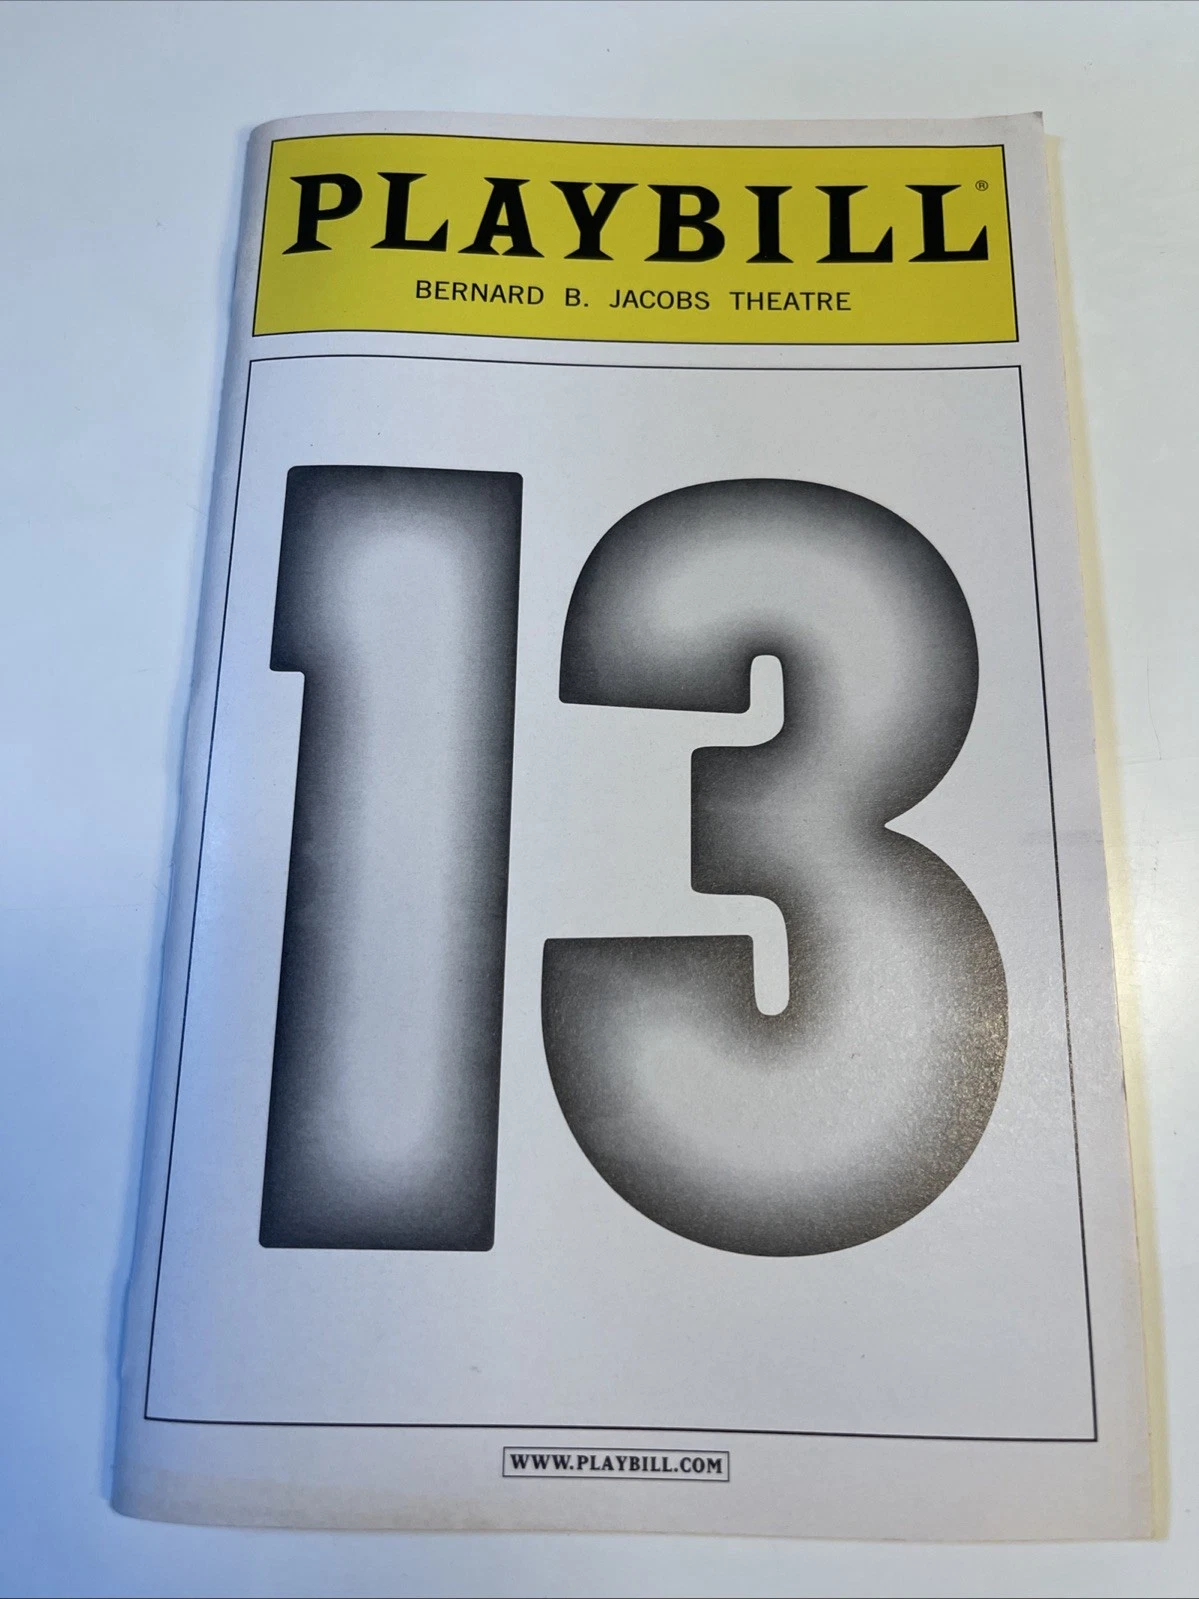 PLAYBILL®
BERNARD B. JACOBS THEATRE
13
WWW.PLAYBILL.COM